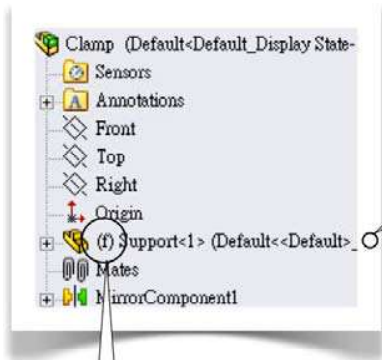 Clamp (Default<Default_Display State-
Sensors
Annotations
Front
Top
Right
Origin
(f) Support<1> (Default<<Default>_
Mates
MirrorComponent1